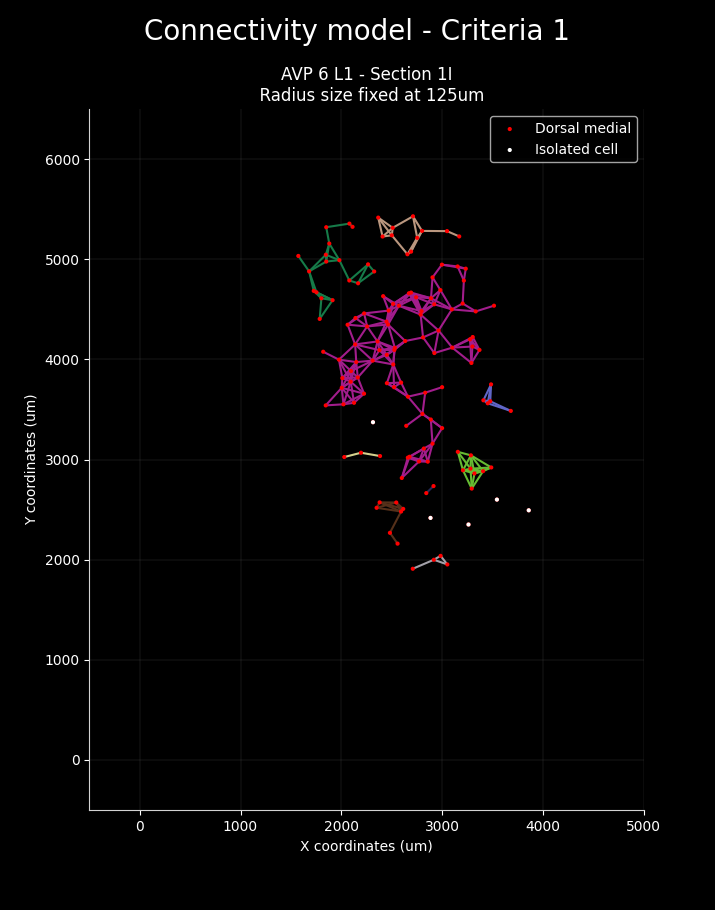 Connectivity model - Criteria 1
AVP 6 L1 - Section 1I
Radius size fixed at 125um
Dorsal medial
Isolated cell
6000
5000
4000
3000
2000
1000
0
Y coordinates (um)
0 1000 2000 3000 4000 5000
X coordinates (um)